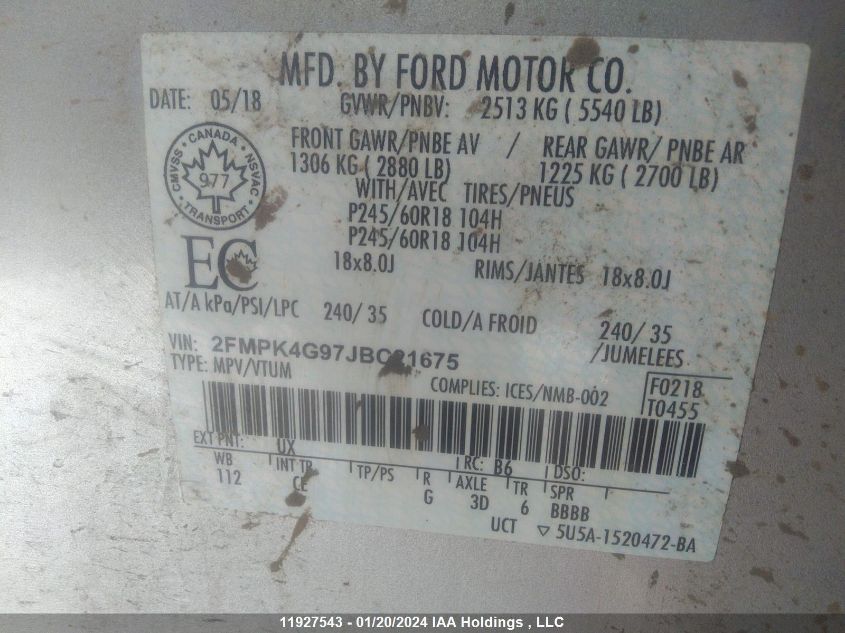 MFD. BY FORD MOTOR CO.
DATE: 05/18
GVWR/PNBV: 2513 KG ( 5540 LB)
FRONT GAWR/PNBE AV / REAR GAWR/ PNBE AR
1306 KG ( 2880 LB) 1225 KG ( 2700 LB)
WITH/AVEC TIRES/PNEUS
P245/60R18 104H
P245/60R18 104H
18x8.0J RIMS/JANTES 18x8.0J
CANADA
CMVSS 977 NSVAC
TRANSPORT
EC
AT/A kPa/PSI/LPC 240/ 35 COLD/A FROID 240/ 35
VIN: /JUMELEES
TYPE: MPV/VTUM
COMPLIES: ICES/NMB-002
F0218
T0455
EXT PNT: UX RC: B6 DSO:
WB INT TR TP/PS R AXLE TR SPR
112 CE G 3D 6 BBBB
UCT ▽ 5U5A-1520472-BA
11927543 - 01/20/2024 IAA Holdings , LLC